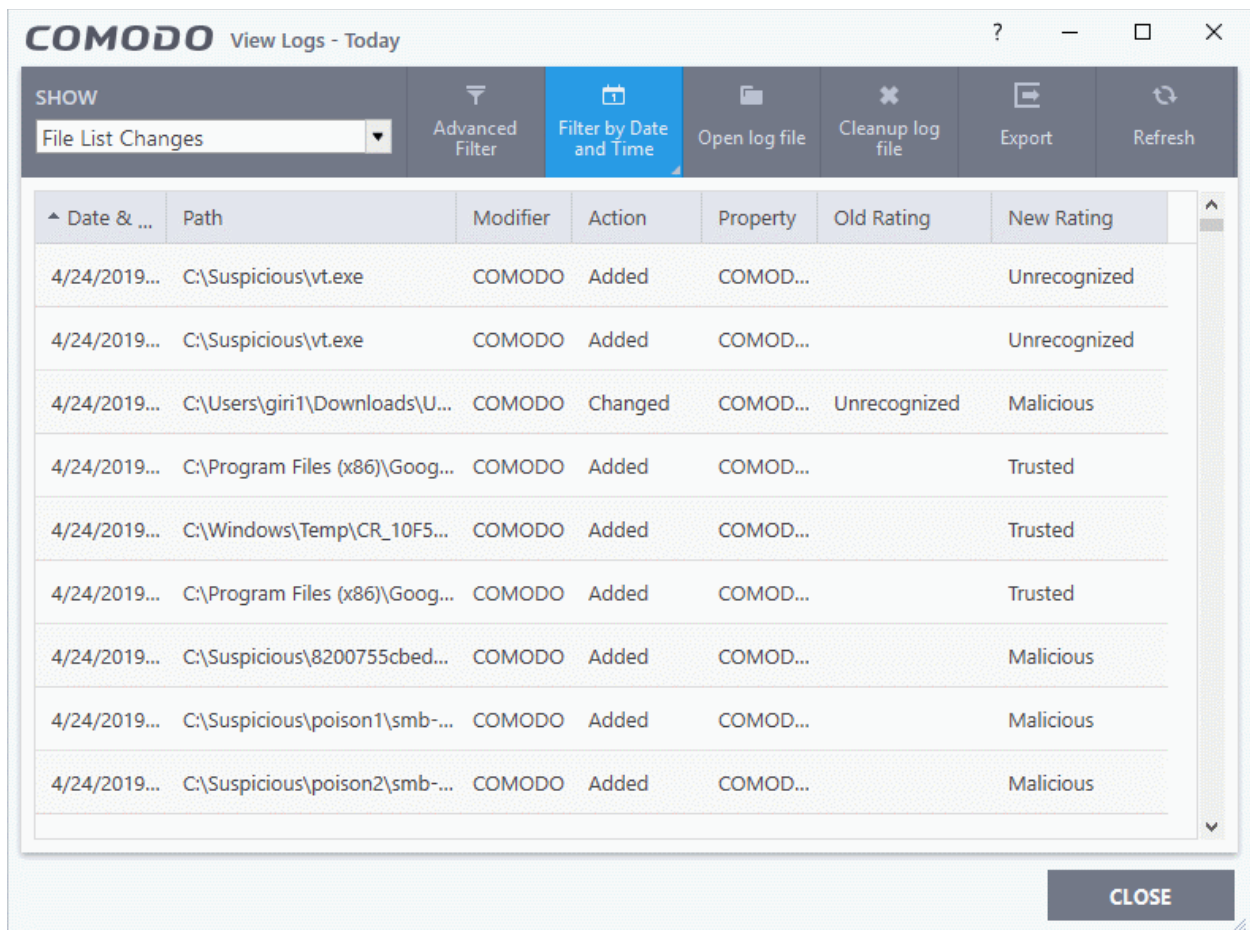 COMODO View Logs - Today
?
SHOW
File List Changes
Advanced Filter
Filter by Date and Time
1
Open log file
Cleanup log file
Export
Refresh
Date & ... Path Modifier Action Property Old Rating New Rating
4/24/2019... C:\Suspicious\vt.exe COMODO Added COMOD... Unrecognized
4/24/2019... C:\Suspicious\vt.exe COMODO Added COMOD... Unrecognized
4/24/2019... C:\Users\giri1\Downloads\U... COMODO Changed COMOD... Unrecognized Malicious
4/24/2019... C:\Program Files (x86)\Goog... COMODO Added COMOD... Trusted
4/24/2019... C:\Windows\Temp\CR_10F5... COMODO Added COMOD... Trusted
4/24/2019... C:\Program Files (x86)\Goog... COMODO Added COMOD... Trusted
4/24/2019... C:\Suspicious\8200755cbed... COMODO Added COMOD... Malicious
4/24/2019... C:\Suspicious\poison1\smb-... COMODO Added COMOD... Malicious
4/24/2019... C:\Suspicious\poison2\smb-... COMODO Added COMOD... Malicious
CLOSE